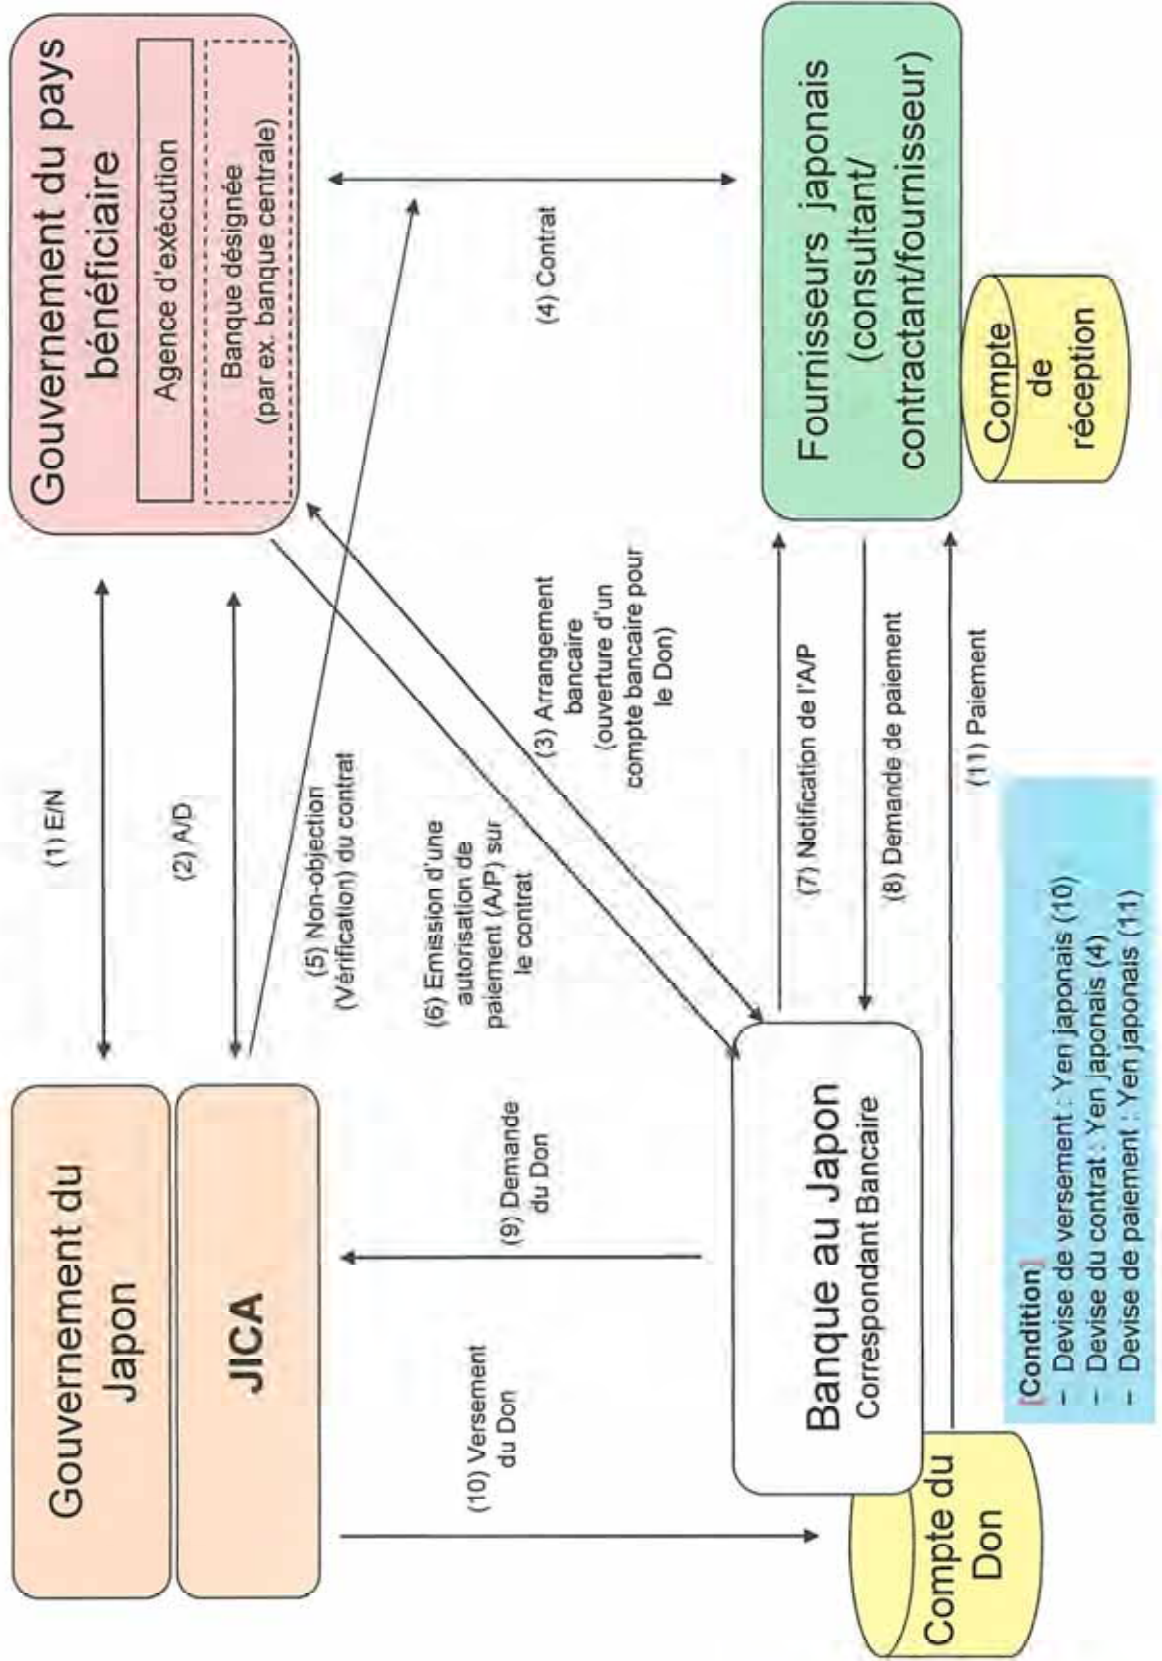 Gouvernement du
Japon
JICA
(1) E/N
(2) A/D
Gouvernement du pays
bénéficiaire
Agence d'exécution
Banque désignée
(par ex. banque centrale)
(5) Non-objection
(Vérification) du contrat
(6) Emission d'une
autorisation de
paiement (A/P) sur
le contrat
(3) Arrangement
bancaire
(ouverture d'un
compte bancaire pour
le Don)
(4) Contrat
(9) Demande
du Don
(10) Versement
du Don
Banque au Japon
Correspondant Bancaire
Compte du
Don
(7) Notification de l'A/P
(8) Demande de paiement
(11) Paiement
Fournisseurs japonais
(consultant/
contractant/fournisseur)
Compte
de
réception
[Condition]
– Devise de versement : Yen japonais (10)
– Devise du contrat : Yen japonais (4)
– Devise de paiement : Yen japonais (11)